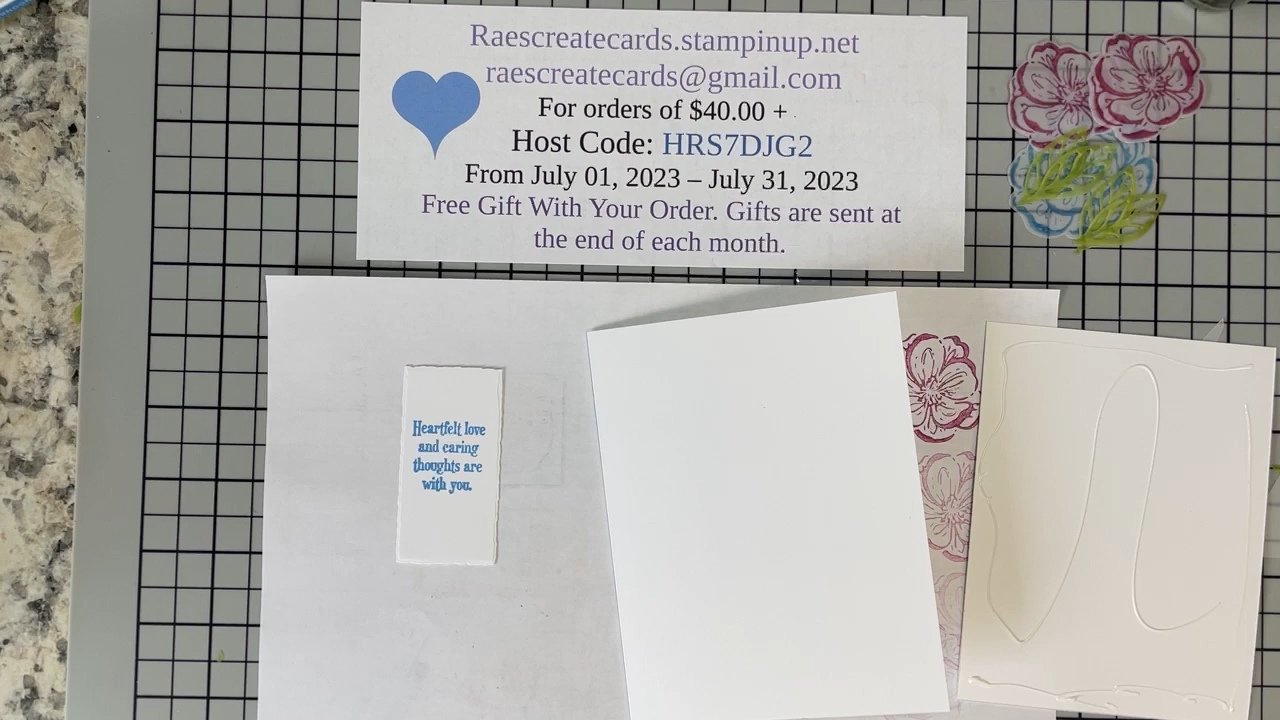 Raescreatecards.stampinup.net
raescreatecards@gmail.com
For orders of $40.00 +
Host Code: HRS7DJG2
From July 01, 2023 – July 31, 2023
Free Gift With Your Order. Gifts are sent at
the end of each month.
Heartfelt love
and caring
thoughts are
with you.